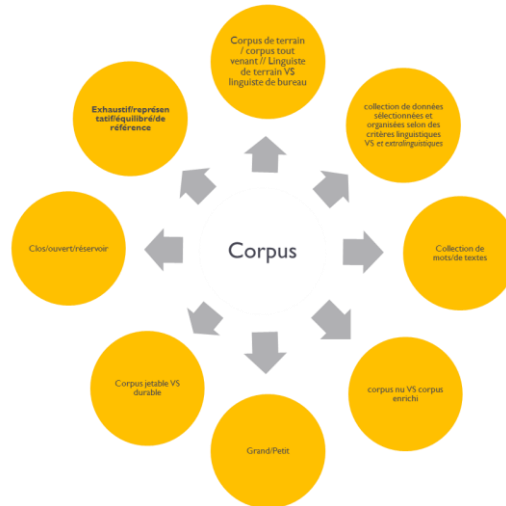 Corpus de terrain
/ corpus tout
venant // Linguiste
de terrain VS
linguiste de bureau
collection de données
sélectionnées et
organisées selon des
critères linguistiques
VS et extralinguistiques
Collection de
mots/de textes
corpus nu VS corpus
enrichi
Grand/Petit
Corpus jetable VS
durable
Clos/ouvert/réservoir
Exhaustif/représen
tatif/équilibré/de
référence
Corpus